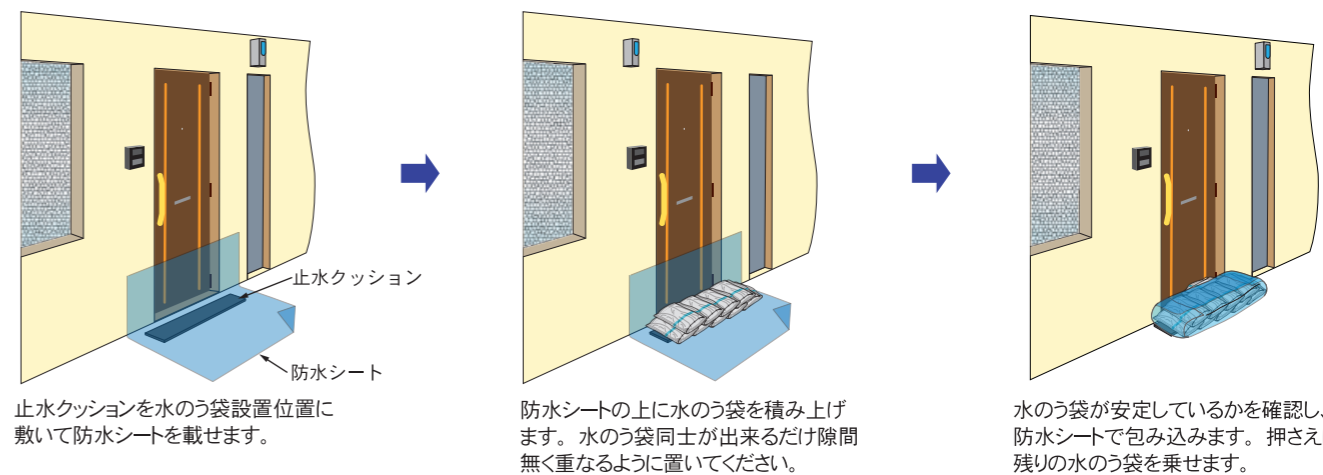 止水クッション
防水シート
止水クッションを水のう袋設置位置に
敷いて防水シートを載せます。
防水シートの上に水のう袋を積み上げ
ます。水のう袋同士が出来るだけ隙間
無く重なるように置いてください。
水のう袋が安定しているかを確認し、
防水シートで包み込みます。押さえ
残りの水のう袋を乗せます。